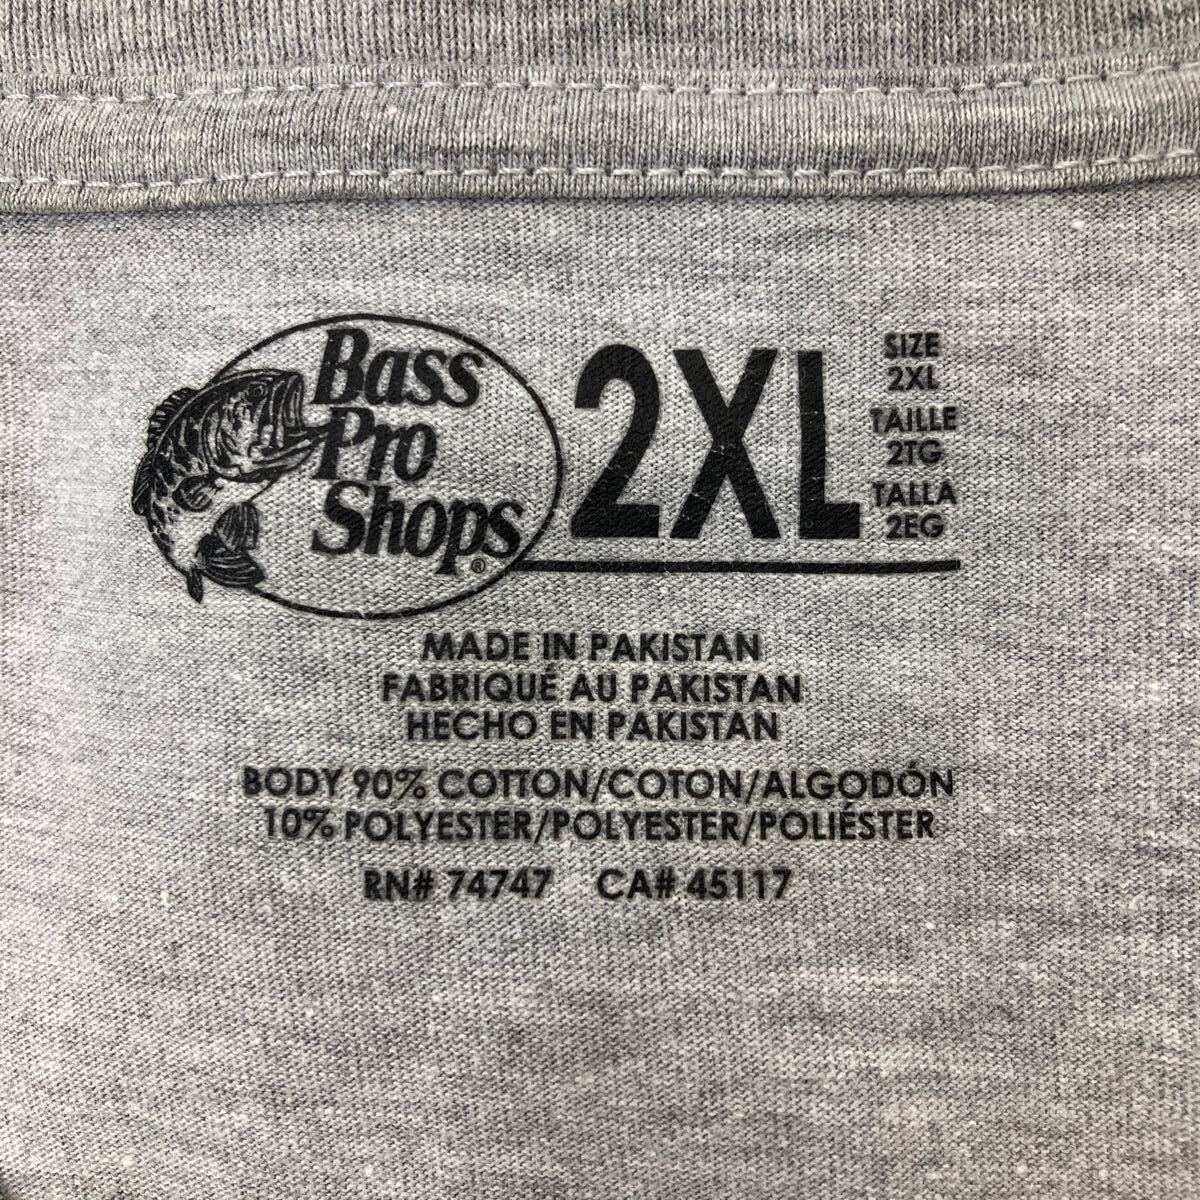 Bass
Pro
Shops®
2XL
SIZE
2XL
TAILLE
2TG
TALLA
2EG
MADE IN PAKISTAN
FABRIQUÉ AU PAKISTAN
HECHO EN PAKISTAN
BODY 90% COTTON/COTON/ALGODÓN
10% POLYESTER/POLYESTER/POLIÉSTER
RN# 74747 CA# 45117